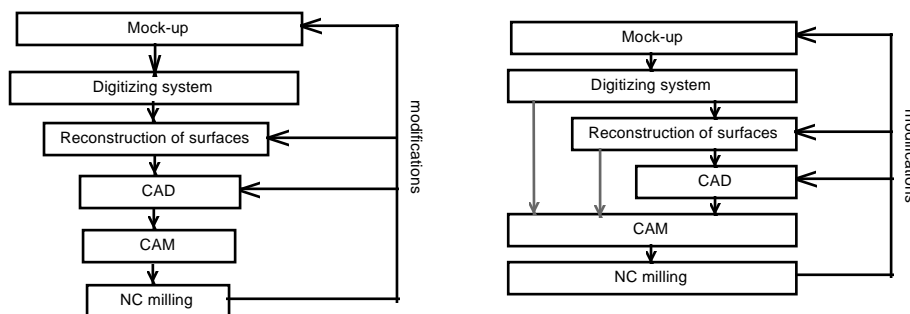 Mock-up
Digitizing system
Reconstruction of surfaces
CAD
CAM
NC milling
modifications
Mock-up
Digitizing system
Reconstruction of surfaces
CAD
CAM
NC milling
modifications